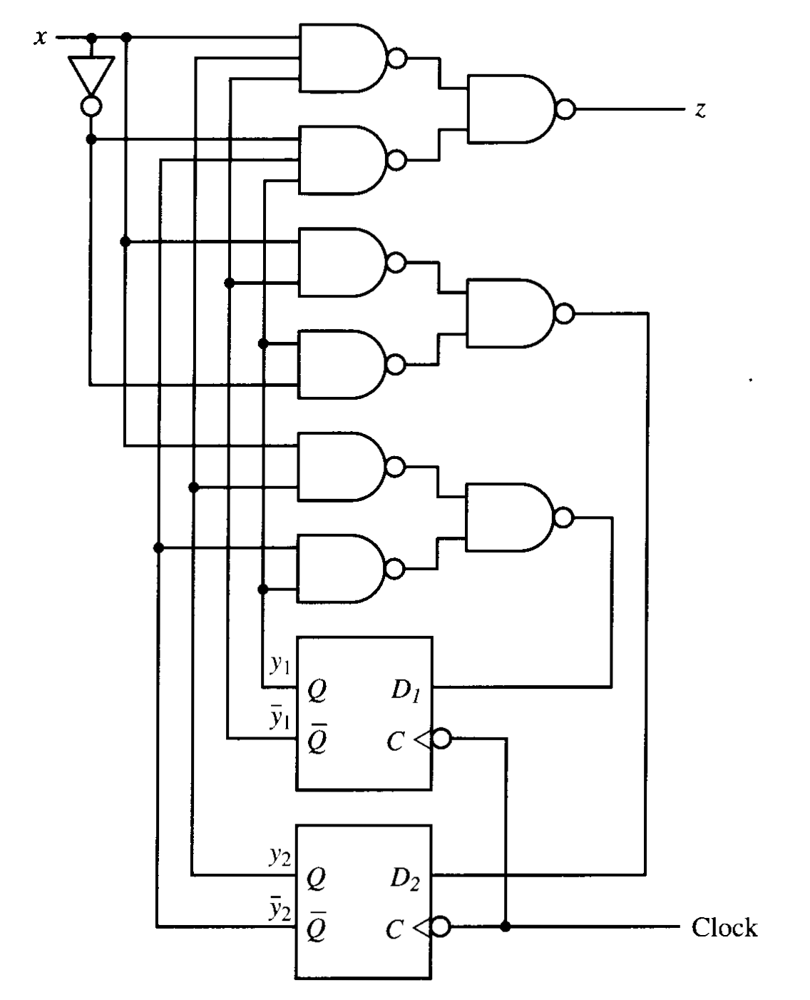 x
z
y₁
Q D₁
ȳ₁
Q̄ C
y₂
Q D₂
ȳ₂
Q̄ C Clock